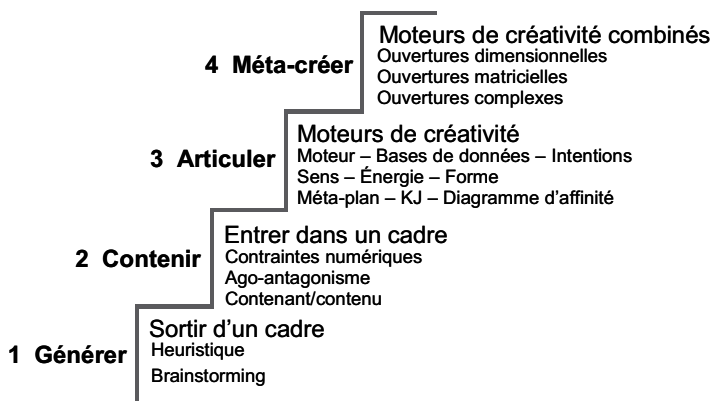 4 Méta-créer
Moteurs de créativité combinés
Ouvertures dimensionnelles
Ouvertures matricielles
Ouvertures complexes
3 Articuler
Moteurs de créativité
Moteur – Bases de données – Intentions
Sens – Énergie – Forme
Méta-plan – KJ – Diagramme d'affinité
2 Contenir
Entrer dans un cadre
Contraintes numériques
Ago-antagonisme
Contenant/contenu
1 Générer
Sortir d'un cadre
Heuristique
Brainstorming